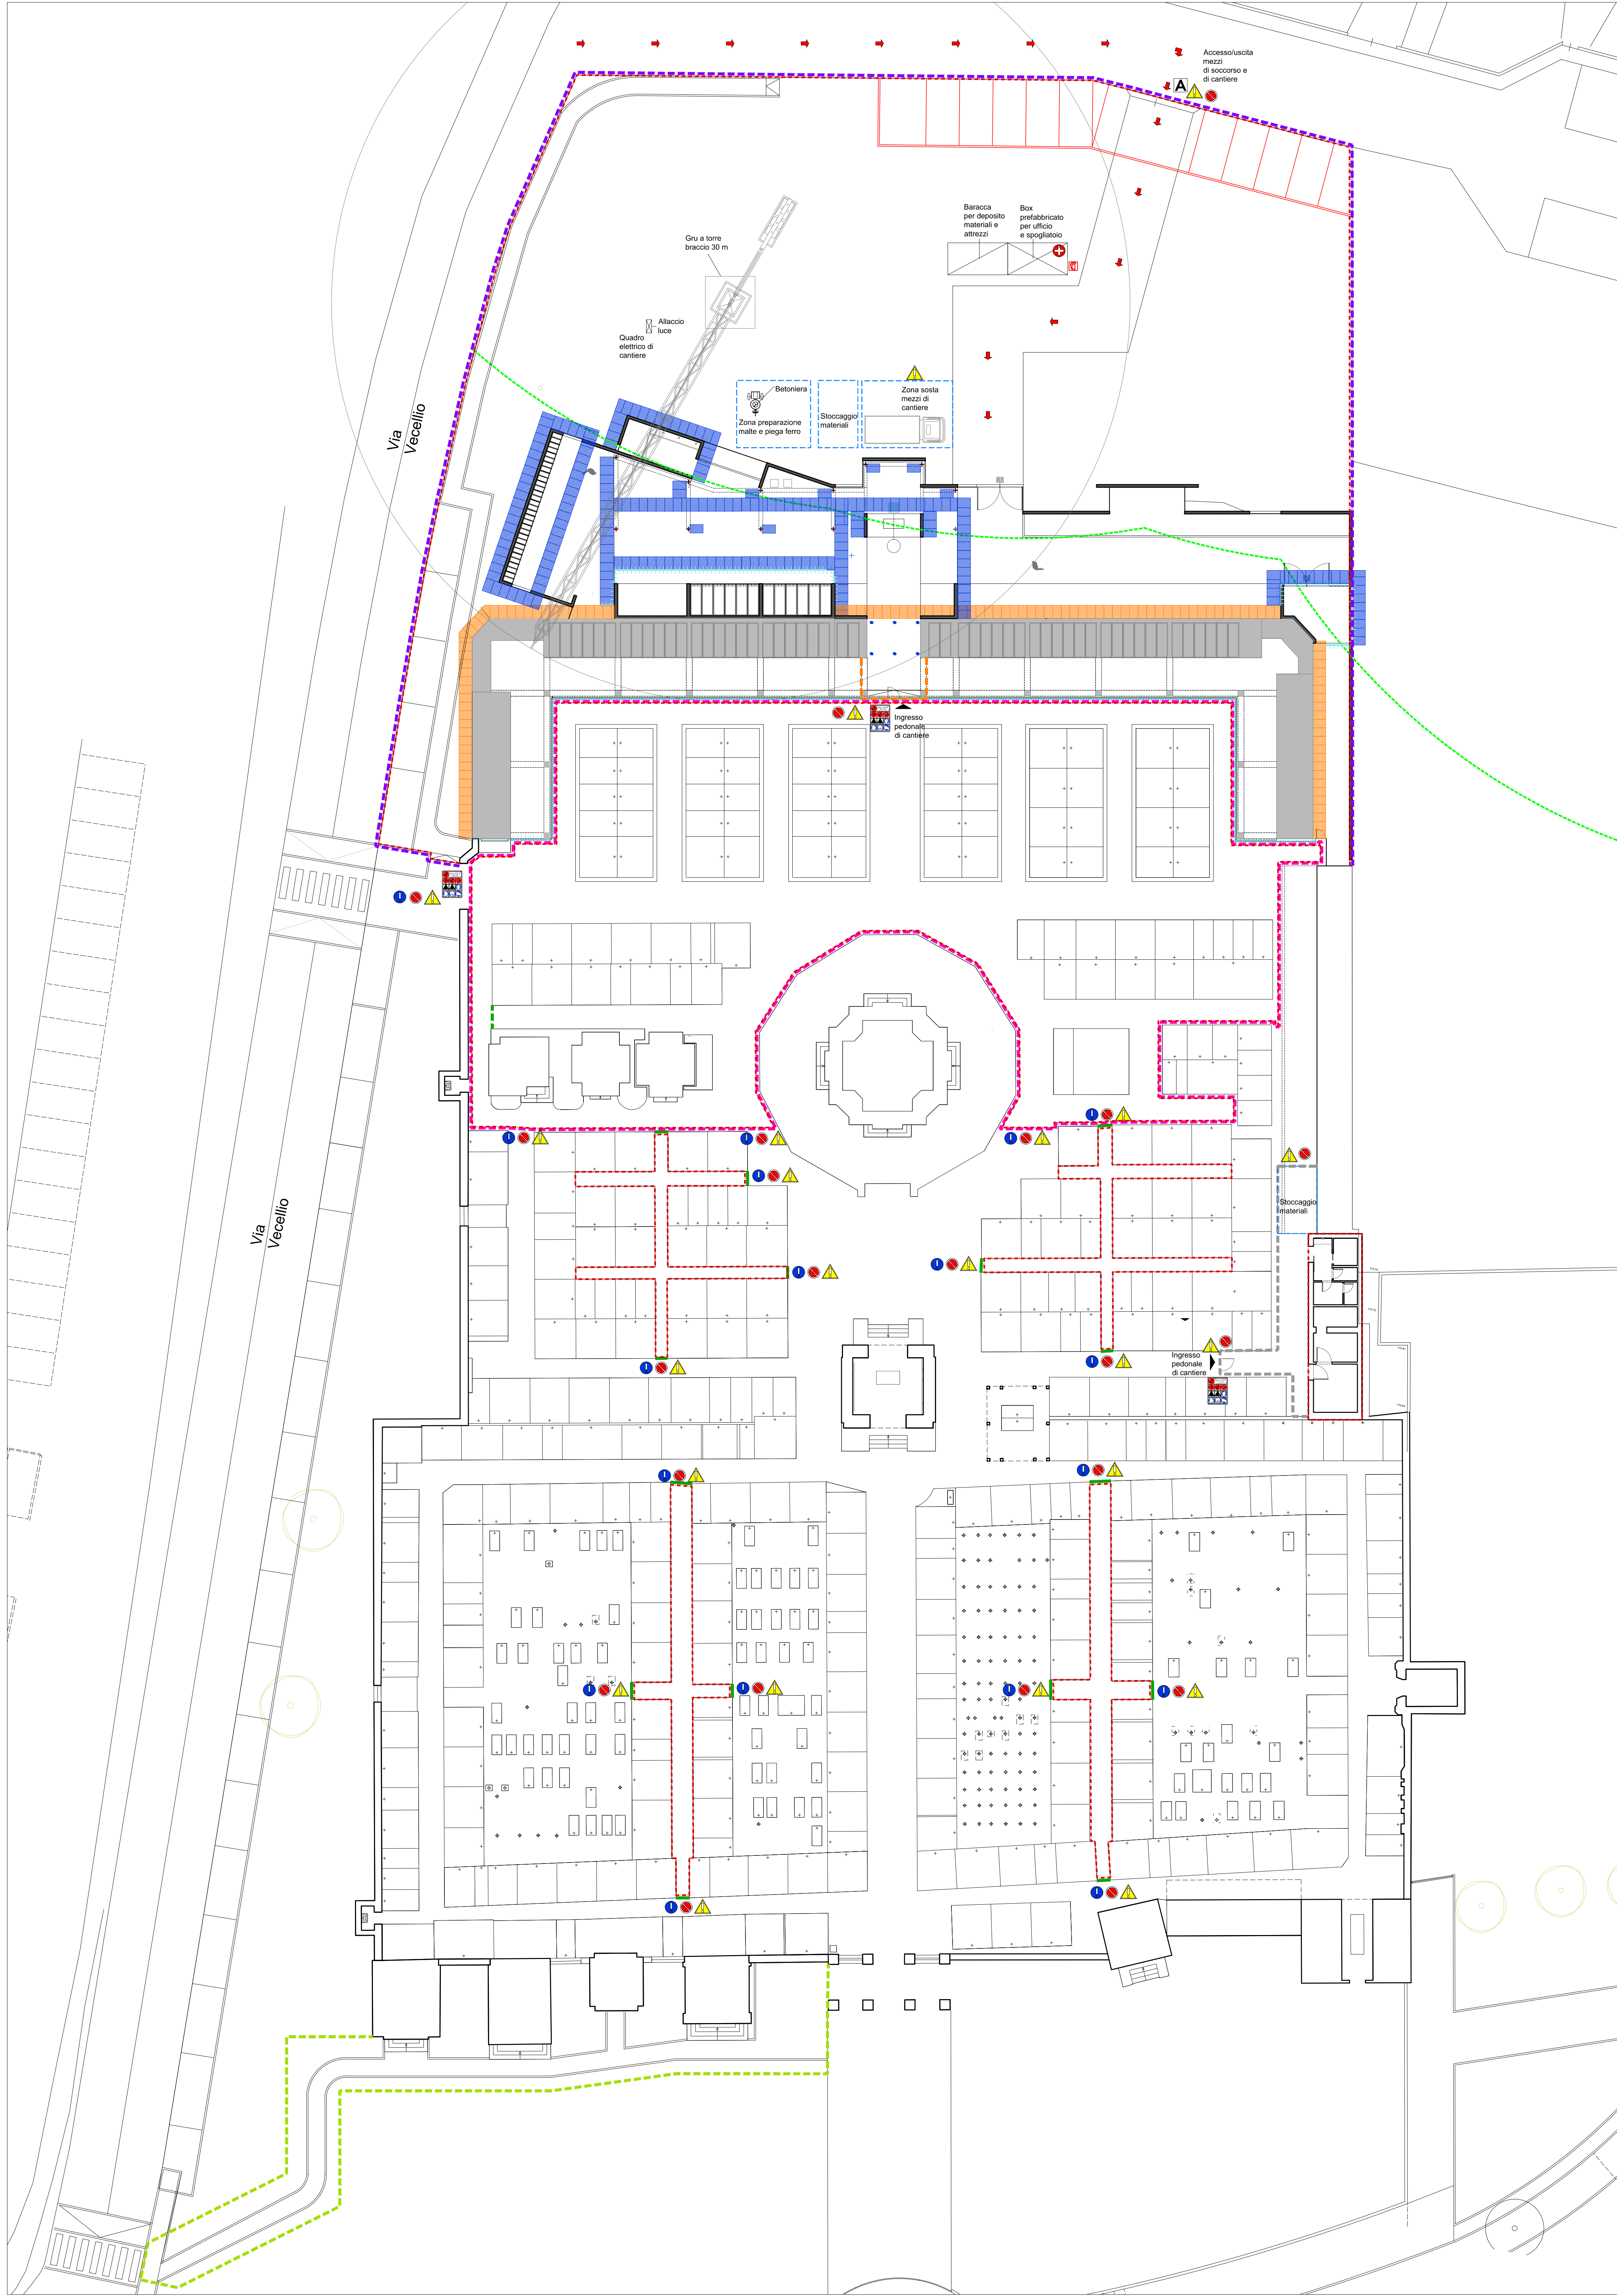 Accesso/uscita
mezzi
di soccorso e
di cantiere
A
Baracca
per deposito
materiali e
attrezzi
Box
prefabbricato
per ufficio
e spogliatoio
Gru a torre
braccio 30 m
Allaccio
luce
Quadro
elettrico di
cantiere
Betoniera
Zona preparazione
malte e piega ferro
Stoccaggio
materiali
Zona sosta
mezzi di
cantiere
Via
Vecellio
Ingresso
pedonale
di cantiere
Stoccaggio
materiali
Via
Vecellio
Ingresso
pedonale
di cantiere